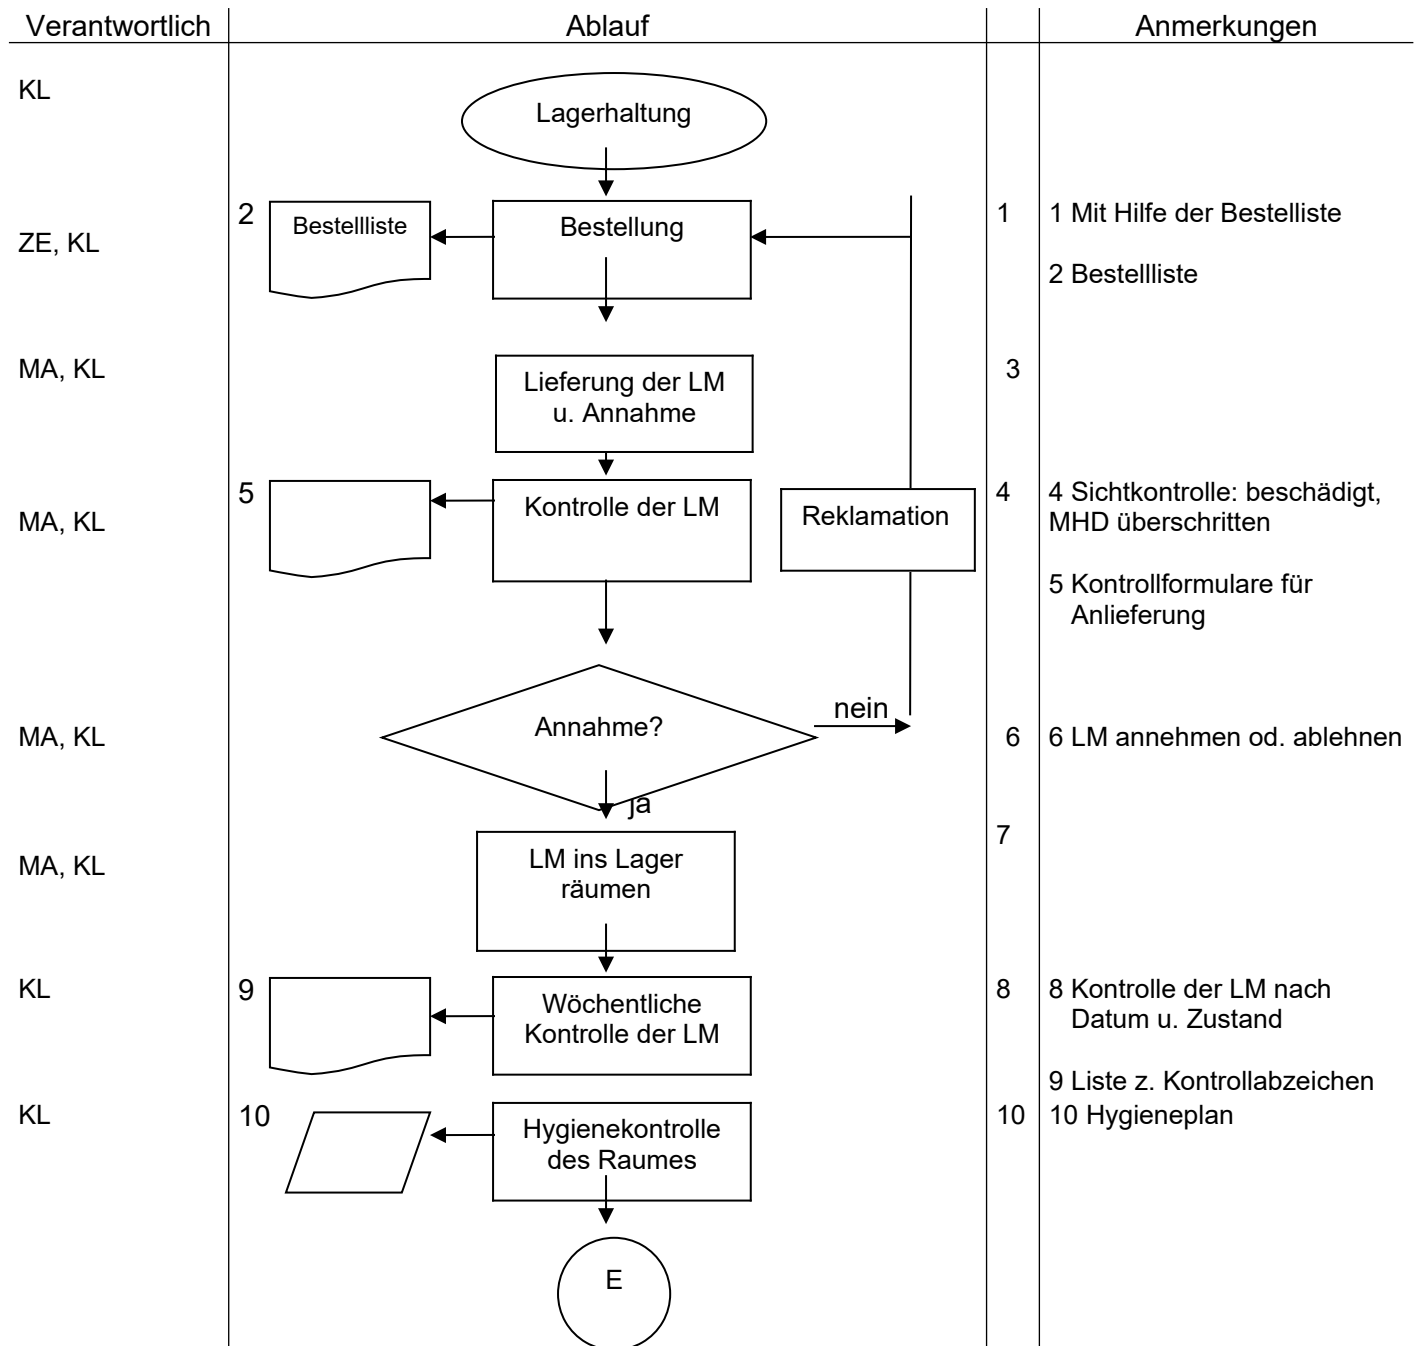 Verantwortlich
Ablauf
Anmerkungen
KL
Lagerhaltung
ZE, KL
2
Bestellliste
Bestellung
1
1 Mit Hilfe der Bestelliste
2 Bestellliste
MA, KL
Lieferung der LM
u. Annahme
3
MA, KL
5
Kontrolle der LM
Reklamation
4
4 Sichtkontrolle: beschädigt,
MHD überschritten
5 Kontrollformulare für
Anlieferung
MA, KL
Annahme?
nein
6
6 LM annehmen od. ablehnen
ja
MA, KL
LM ins Lager
räumen
7
KL
9
Wöchentliche
Kontrolle der LM
8
8 Kontrolle der LM nach
Datum u. Zustand
9 Liste z. Kontrollabzeichen
KL
10
Hygienekontrolle
des Raumes
10
10 Hygieneplan
E